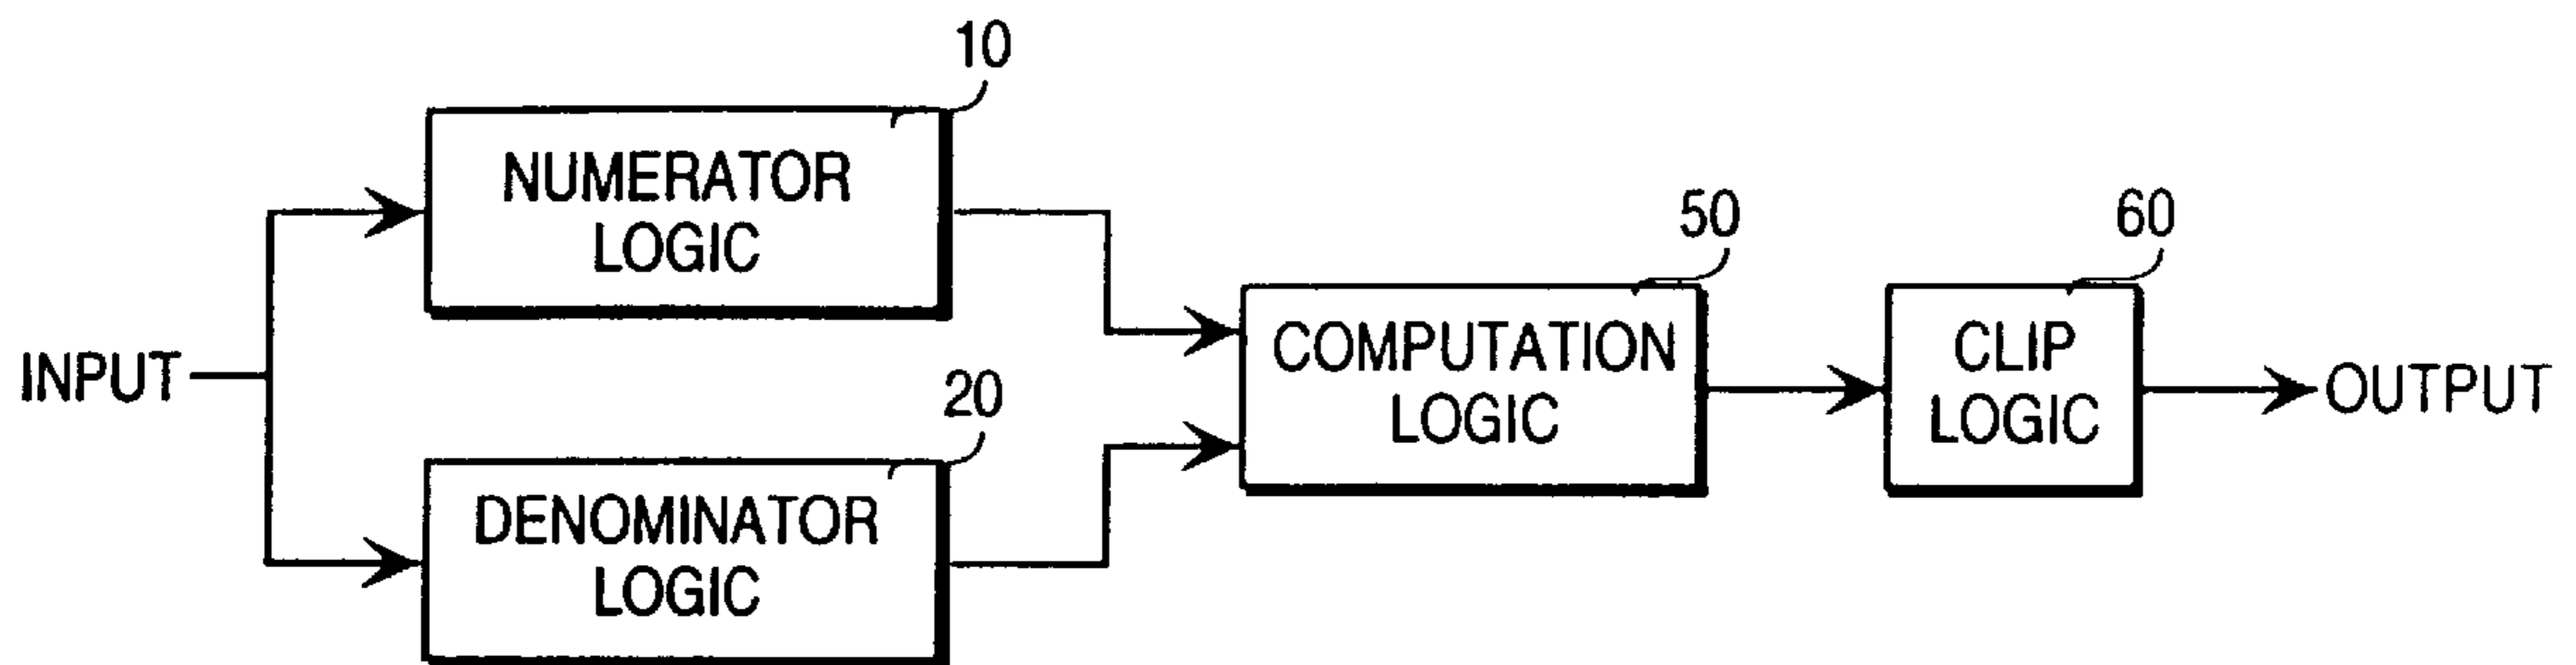 10
NUMERATOR
LOGIC
INPUT
20
DENOMINATOR
LOGIC
50
COMPUTATION
LOGIC
60
CLIP
LOGIC
OUTPUT